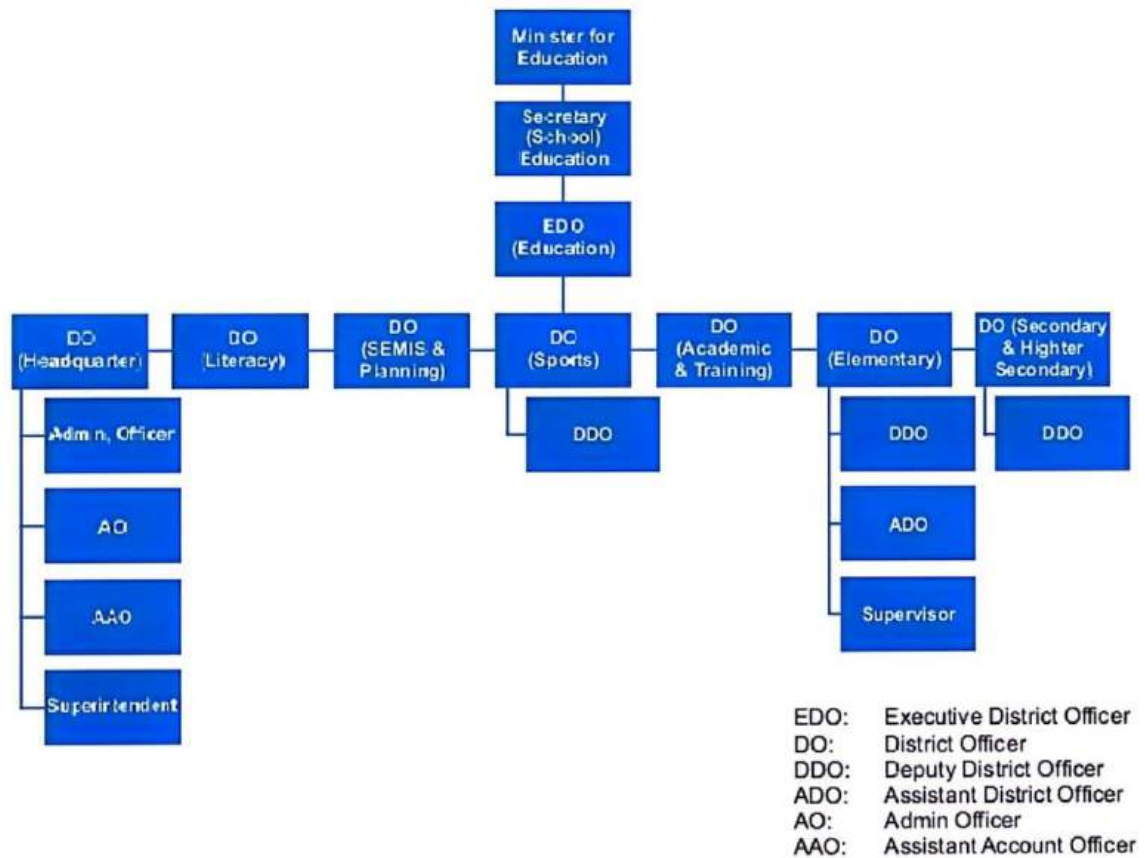 Minister for
Education
Secretary
(School)
Education
EDO
(Education)
DO
(Headquarter)
DO
(Literacy)
DO
(SEMIS &
Planning)
DO
(Sports)
DO
(Academic
& Training)
DO
(Elementary)
DO (Secondary
& Highter
Secondary)
Admin, Officer
AO
AAO
Superintendent
DDO
DDO
ADO
Supervisor
DDO
EDO: Executive District Officer
DO: District Officer
DDO: Deputy District Officer
ADO: Assistant District Officer
AO: Admin Officer
AAO: Assistant Account Officer